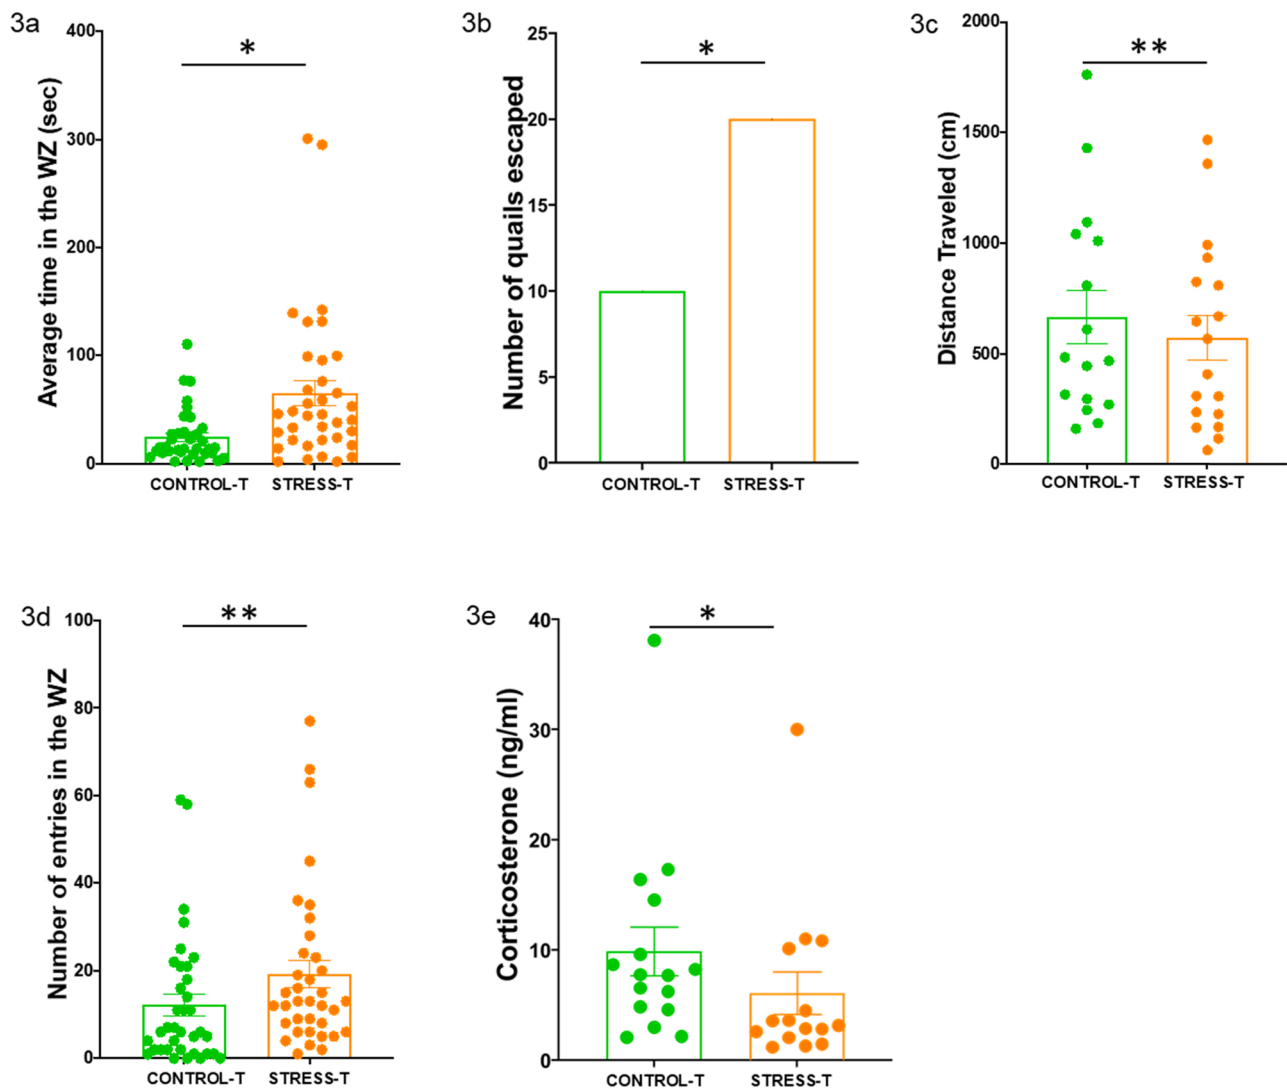 3a
Average time in the WZ (sec)
400
300
200
100
0
*
CONTROL-T STRESS-T
3b
Number of quails escaped
25
20
15
10
5
0
*
CONTROL-T STRESS-T
3c
Distance Traveled (cm)
2000
1500
1000
500
0
**
CONTROL-T STRESS-T
3d
Number of entries in the WZ
100
80
60
40
20
0
**
CONTROL-T STRESS-T
3e
Corticosterone (ng/ml)
40
30
20
10
0
*
CONTROL-T STRESS-T